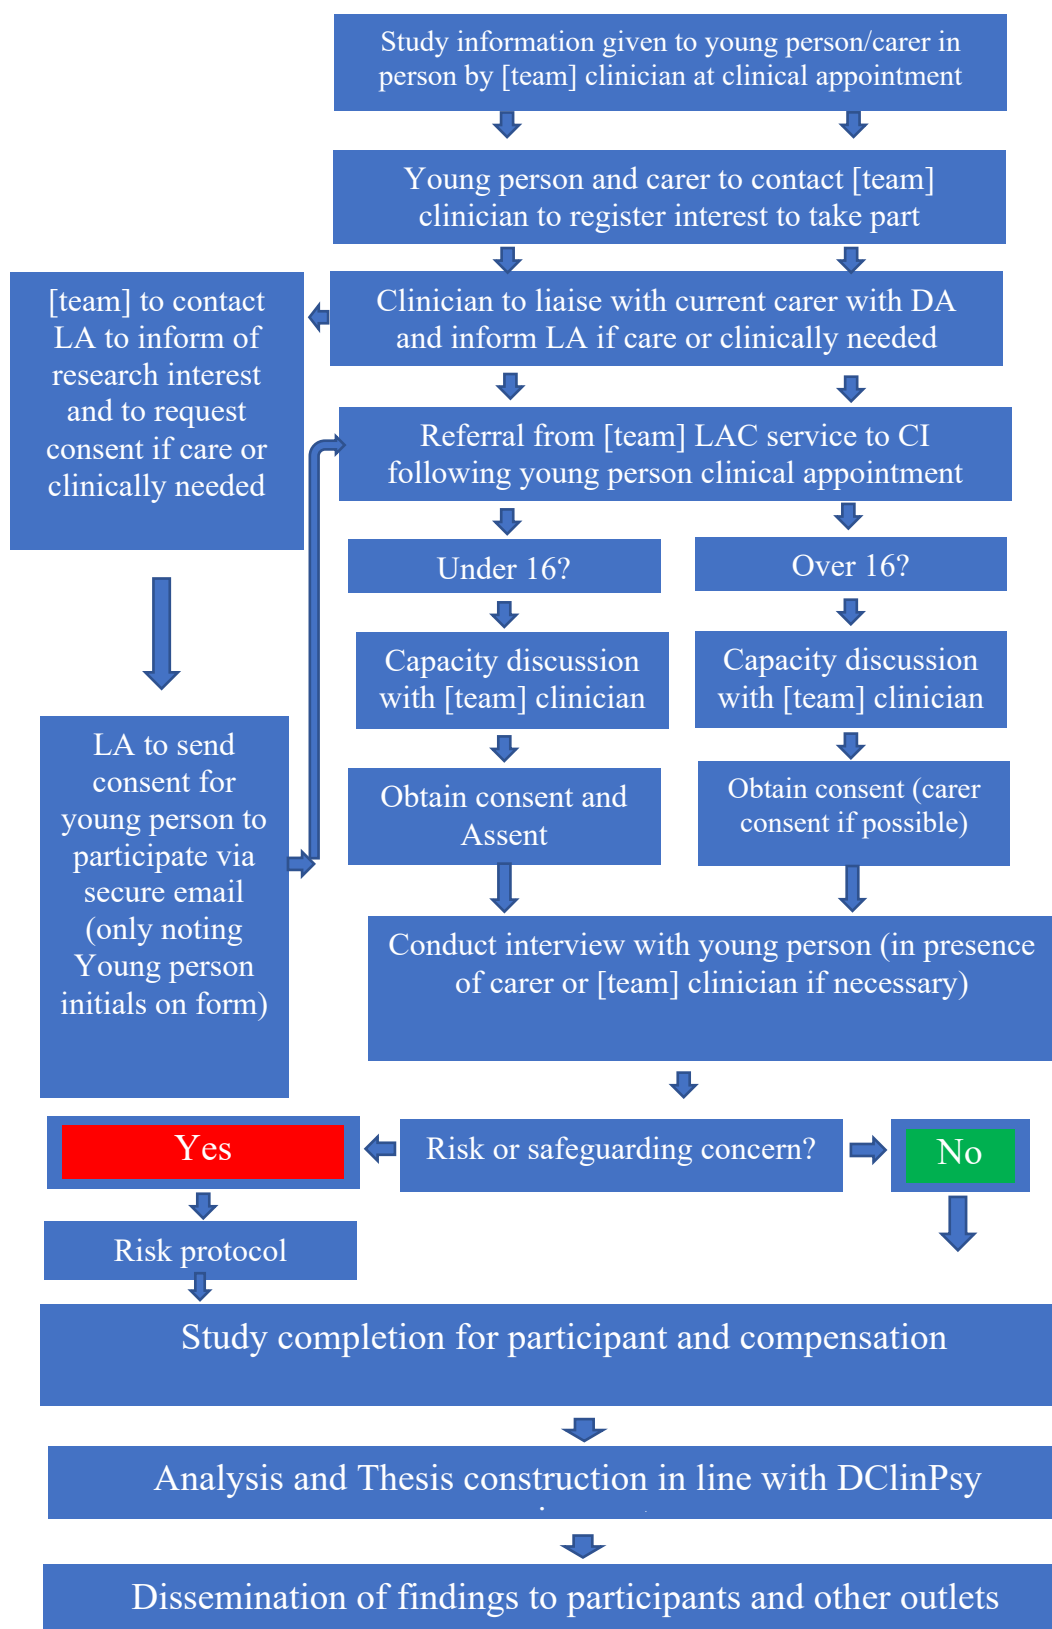 Study information given to young person/carer in
person by [team] clinician at clinical appointment
Young person and carer to contact [team]
clinician to register interest to take part
[team] to contact
LA to inform of
research interest
and to request
consent if care or
clinically needed
Clinician to liaise with current carer with DA
and inform LA if care or clinically needed
Referral from [team] LAC service to CI
following young person clinical appointment
Under 16?
Over 16?
Capacity discussion
with [team] clinician
Capacity discussion
with [team] clinician
LA to send
consent for
young person to
participate via
secure email
(only noting
Young person
initials on form)
Obtain consent and
Assent
Obtain consent (carer
consent if possible)
Conduct interview with young person (in presence
of carer or [team] clinician if necessary)
Yes
Risk or safeguarding concern?
No
Risk protocol
Study completion for participant and compensation
Analysis and Thesis construction in line with DClinPsy
Dissemination of findings to participants and other outlets